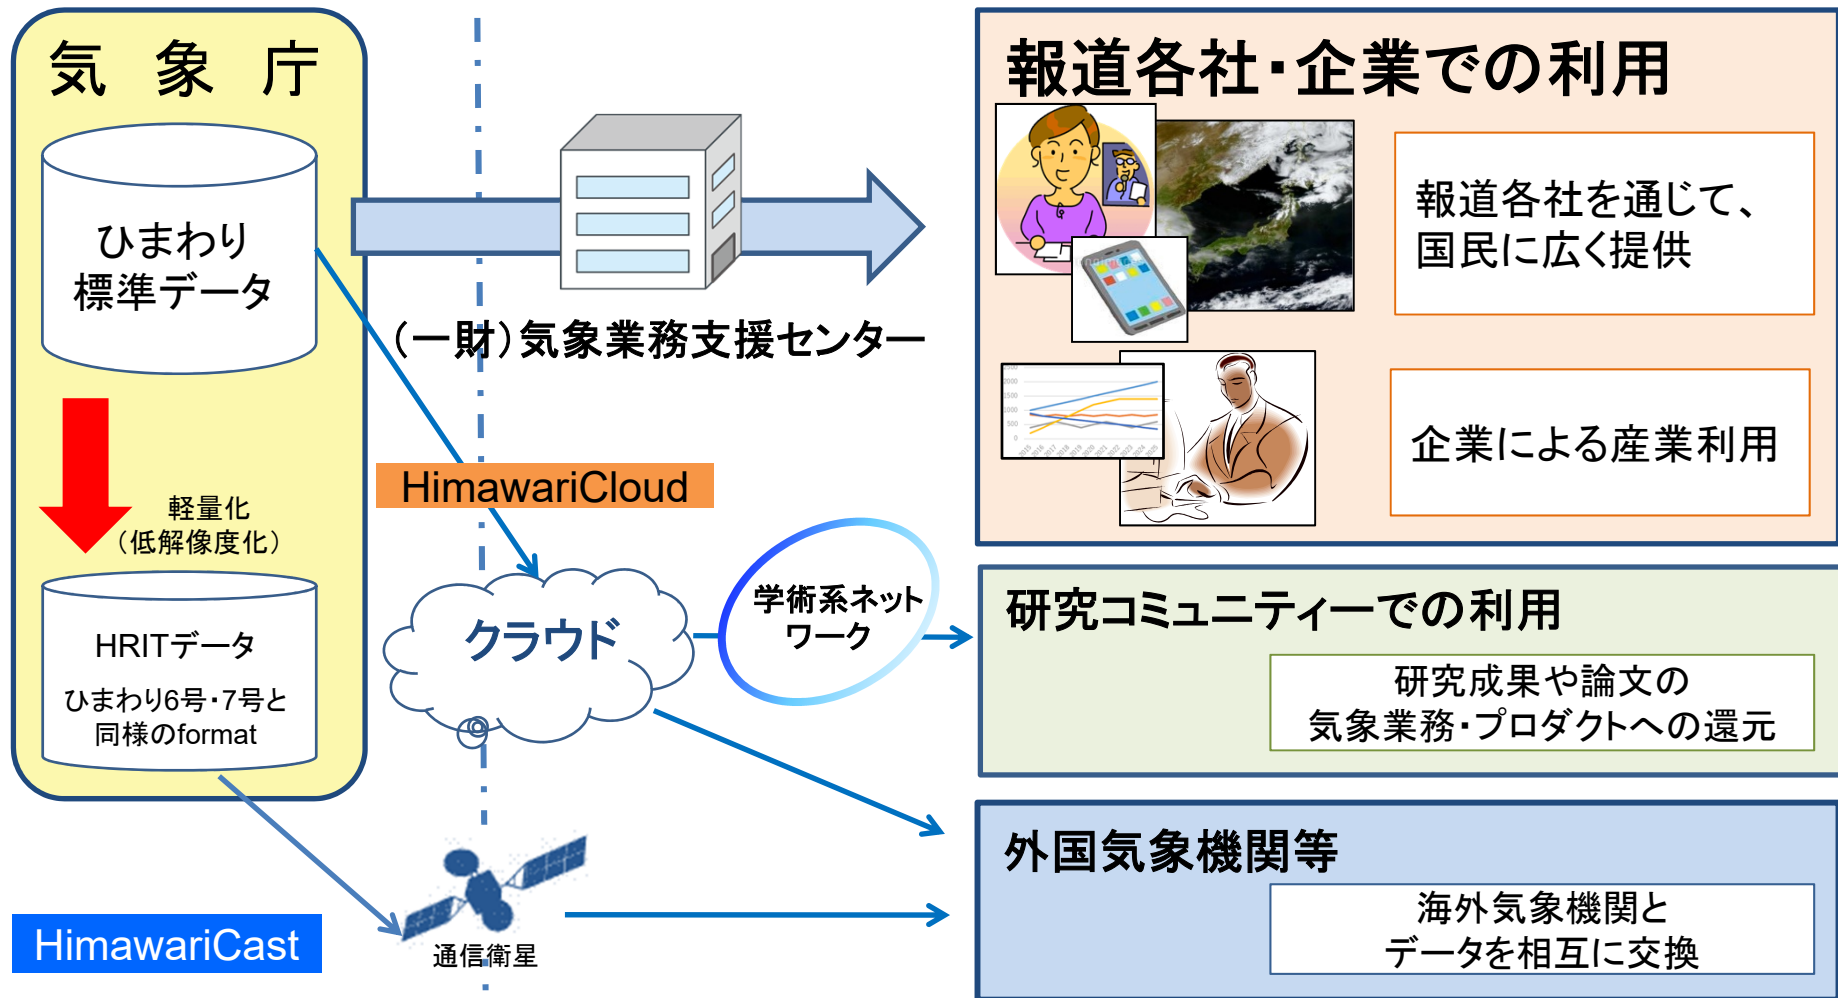 気象庁
ひまわり
標準データ
軽量化
（低解像度化）
HRITデータ
ひまわり6号・7号と
同様のformat
HimawariCast
（一財）気象業務支援センター
HimawariCloud
クラウド
学術系ネット
ワーク
通信衛星
報道各社・企業での利用
報道各社を通じて、
国民に広く提供
2000
1500
1000
500
0
企業による産業利用
研究コミュニティーでの利用
研究成果や論文の
気象業務・プロダクトへの還元
外国気象機関等
海外気象機関と
データを相互に交換